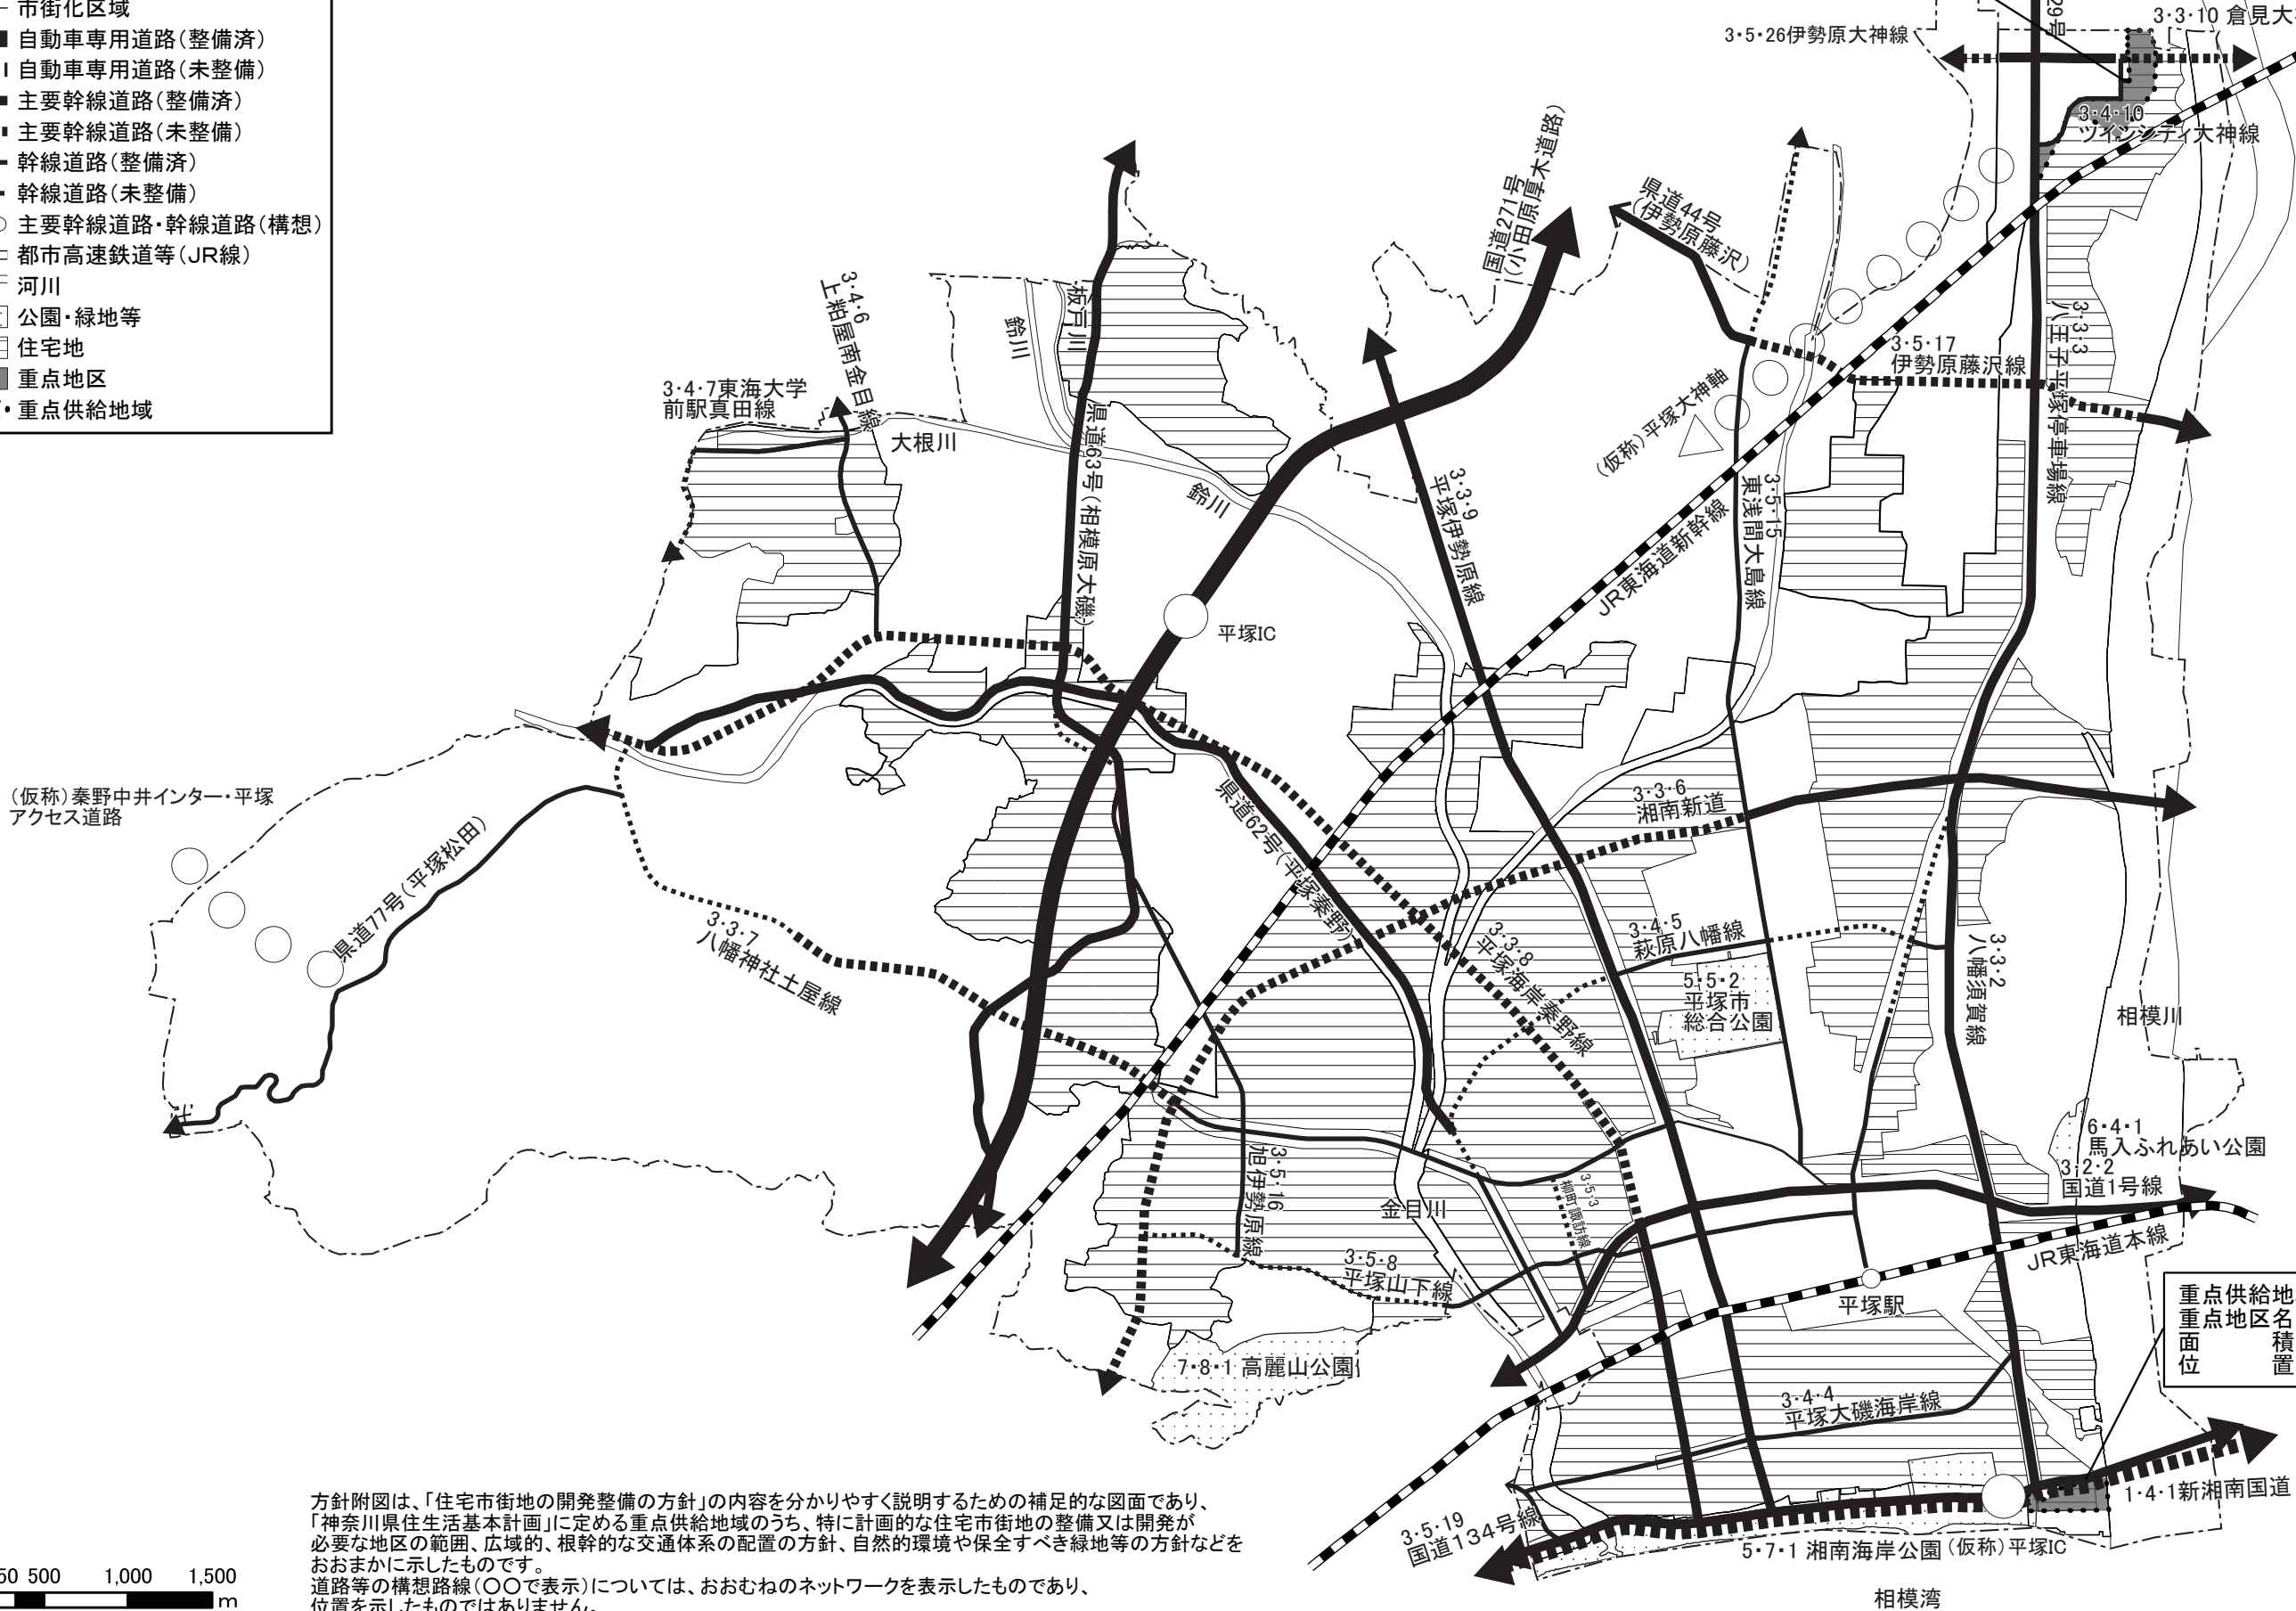 市街化区域
自動車専用道路(整備済)
自動車専用道路(未整備)
主要幹線道路(整備済)
主要幹線道路(未整備)
幹線道路(整備済)
幹線道路(未整備)
主要幹線道路・幹線道路(構想)
都市高速鉄道等(JR線)
河川
公園・緑地等
住宅地
重点地区
重点供給地域
3・5・26伊勢原大神線
29号
3・3・10 倉見大
3・4・10
ツインシティ大神線
国道271号
(小田原厚木道路)
県道44号
(伊勢原藤沢)
3・4・6
上粕屋南金目線
鈴川
板戸川
3・4・7東海大学
前駅真田線
大根川
県道63号(相模原大磯)
鈴川
3・5・17
伊勢原藤沢線
3・3・3
八王子平塚停車場線
(仮称)平塚大神軸
3・3・9
平塚伊勢原線
JR東海道新幹線
3・5・15
東浅間大島線
平塚IC
(仮称)秦野中井インター・平塚
アクセス道路
県道77号(平塚松田)
3・3・7
八幡神社土屋線
県道62号(平塚秦野)
3・3・6
湘南新道
3・3・8
平塚海岸秦野線
3・4・5
萩原八幡線
5・5・2
平塚市
総合公園
3・3・2
八幡須賀線
相模川
6・4・1
馬入ふれあい公園
3・2・2
国道1号線
JR東海道本線
3・5・16
旭伊勢原線
金目川
3・5・3
柳町諏訪線
3・5・8
平塚山下線
平塚駅
重点供給地
重点地区名
面積
位置
7・8・1 高麗山公園
3・4・4
平塚大磯海岸線
1・4・1新湘南国道
3・5・19
国道134号線
5・7・1 湘南海岸公園
(仮称)平塚IC
相模湾
方針附図は、「住宅市街地の開発整備の方針」の内容を分かりやすく説明するための補足的な図面であり、
「神奈川県住生活基本計画」に定める重点供給地域のうち、特に計画的な住宅市街地の整備又は開発が
必要な地区の範囲、広域的、根幹的な交通体系の配置の方針、自然的環境や保全すべき緑地等の方針などを
おおまかに示したものです。
道路等の構想路線(〇〇で表示)については、おおむねのネットワークを表示したものであり、
位置を示したものではありません。
50 500 1,000 1,500
m